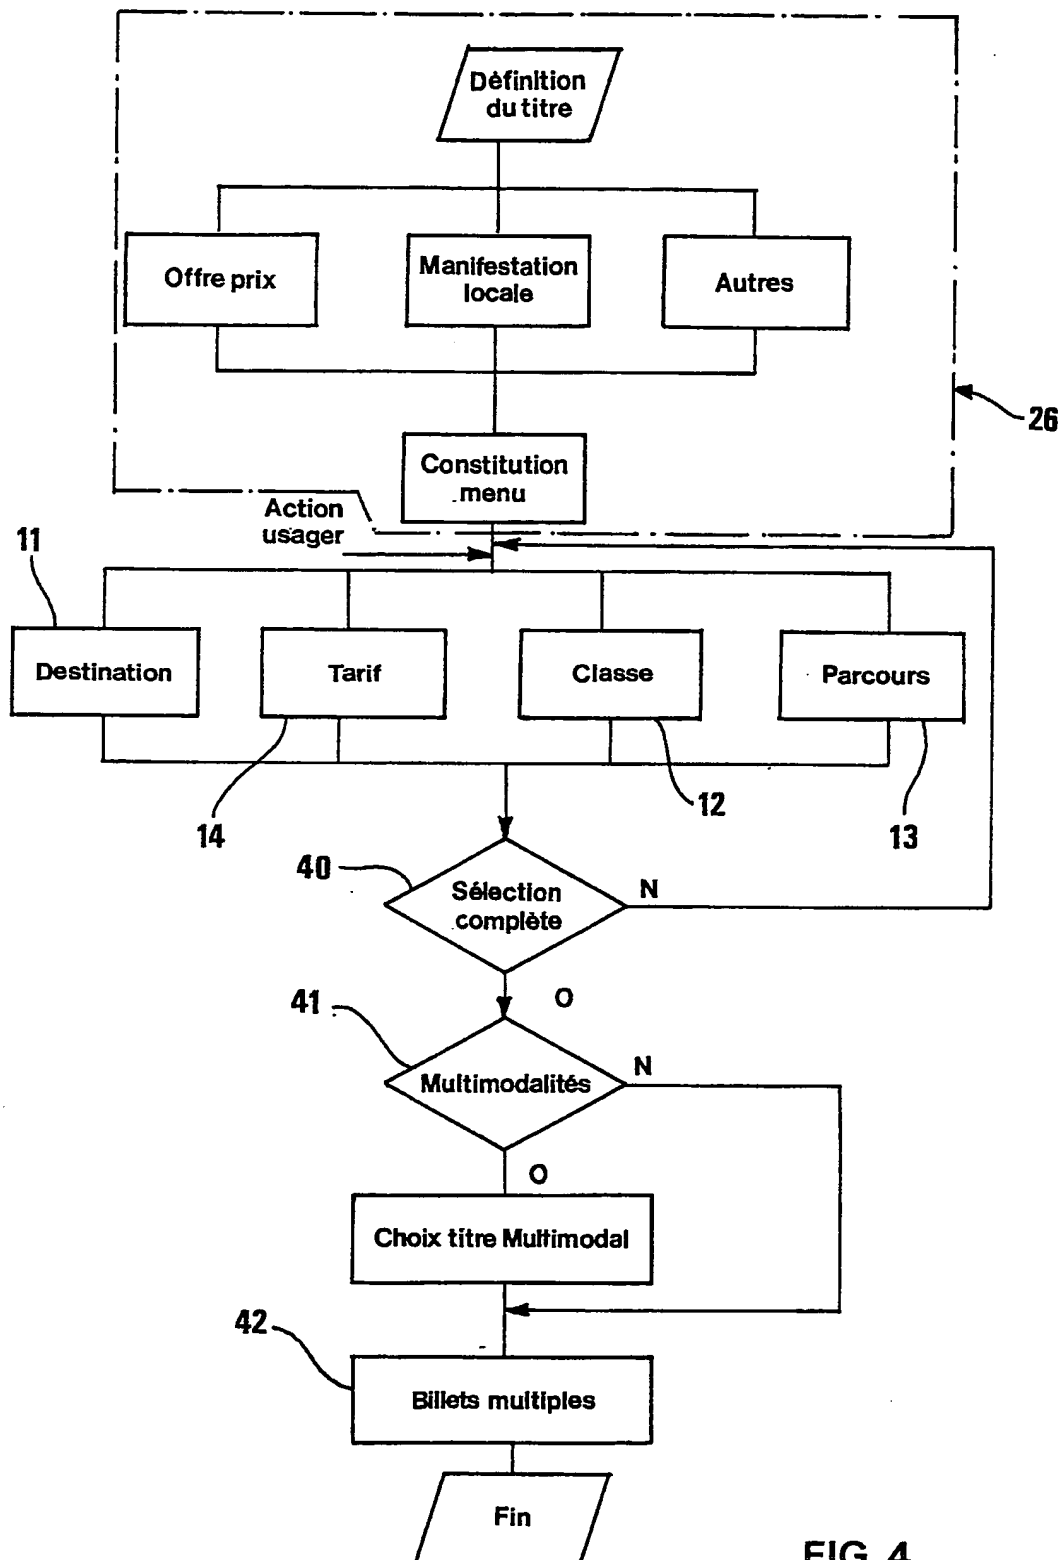 Définition
du titre
Offre prix
Manifestation
locale
Autres
26
Constitution
menu
Action
usager
11
Destination
Tarif
Classe
Parcours
14
12
13
40
Sélection
complète
N
O
41
Multimodalités
N
O
Choix titre Multimodal
42
Billets multiples
Fin
FIG. 4